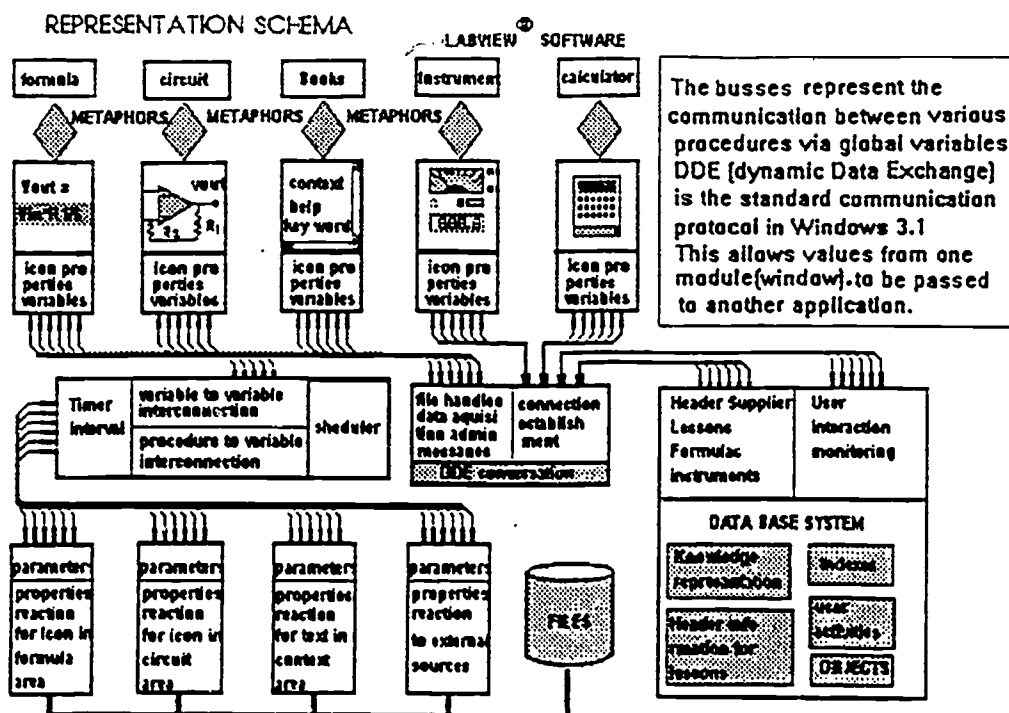 REPRESENTATION SCHEMA
LABVIEW® SOFTWARE
formula
circuit
Books
Instrument
calculator
METAPHORS
METAPHORS
METAPHORS
The busses represent the
communication between various
procedures via global variables
DDE (dynamic Data Exchange)
is the standard communication
protocol in Windows 3.1
This allows values from one
module(window).to be passed
to another application.
Vout =
vout
R2
R1
context
help
key word
icon pro
perties
variables
icon pro
perties
variables
icon pro
perties
variables
icon pro
perties
variables
icon pro
perties
variables
Timer
interval
variable to variable
interconnection
procedure to variable
interconnection
sheduler
file handlen
data aquisi
tion admin
messages
connection
establish
ment
DDE conversation
Header Supplier
Lessons
Formulas
instruments
User
interaction
monitoring
DATA BASE SYSTEM
Knowledge
representation
Indexes
Header info
rmation for
lessons
user
activities
OBJECTS
parameters
properties
reaction
for Icon in
formula
area
parameters
properties
reaction
for icon in
circuit
area
parameters
properties
reaction
for text in
context
area
parameters
properties
reaction
to external
sources
FILES